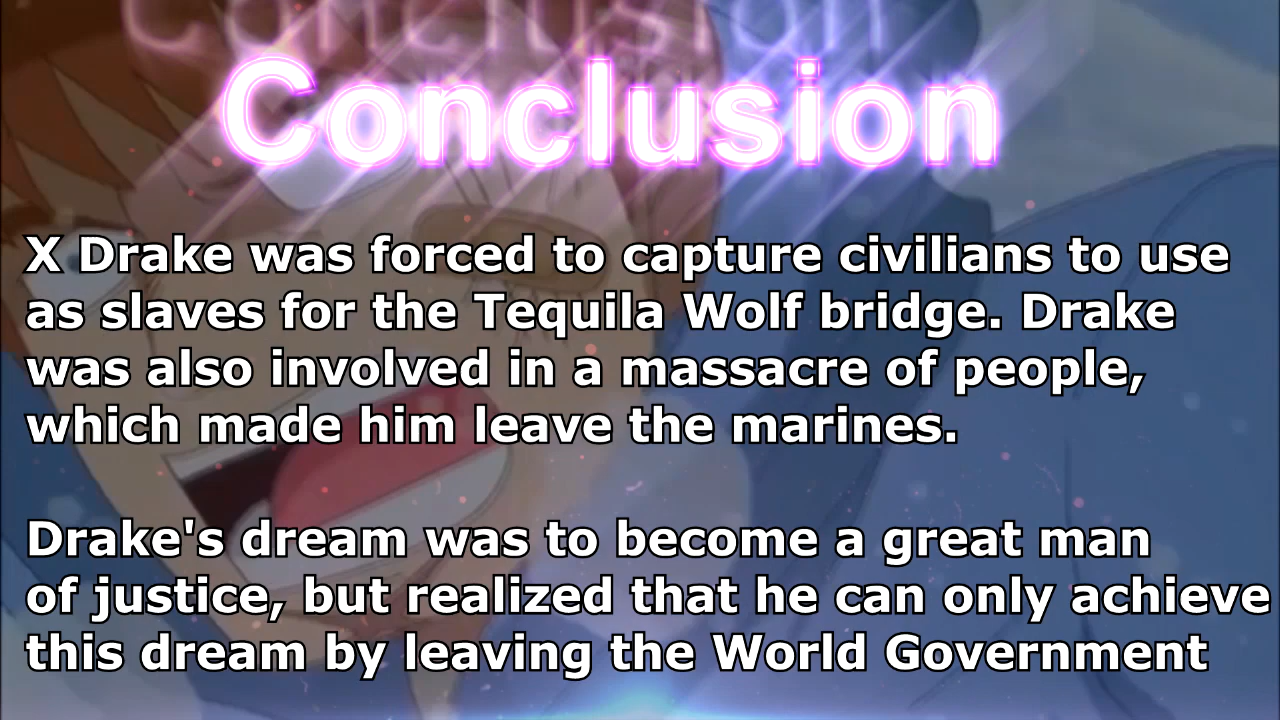 Conclusion
Conclusion
X Drake was forced to capture civilians to use
as slaves for the Tequila Wolf bridge. Drake
was also involved in a massacre of people,
which made him leave the marines.
Drake's dream was to become a great man
of justice, but realized that he can only achieve
this dream by leaving the World Government